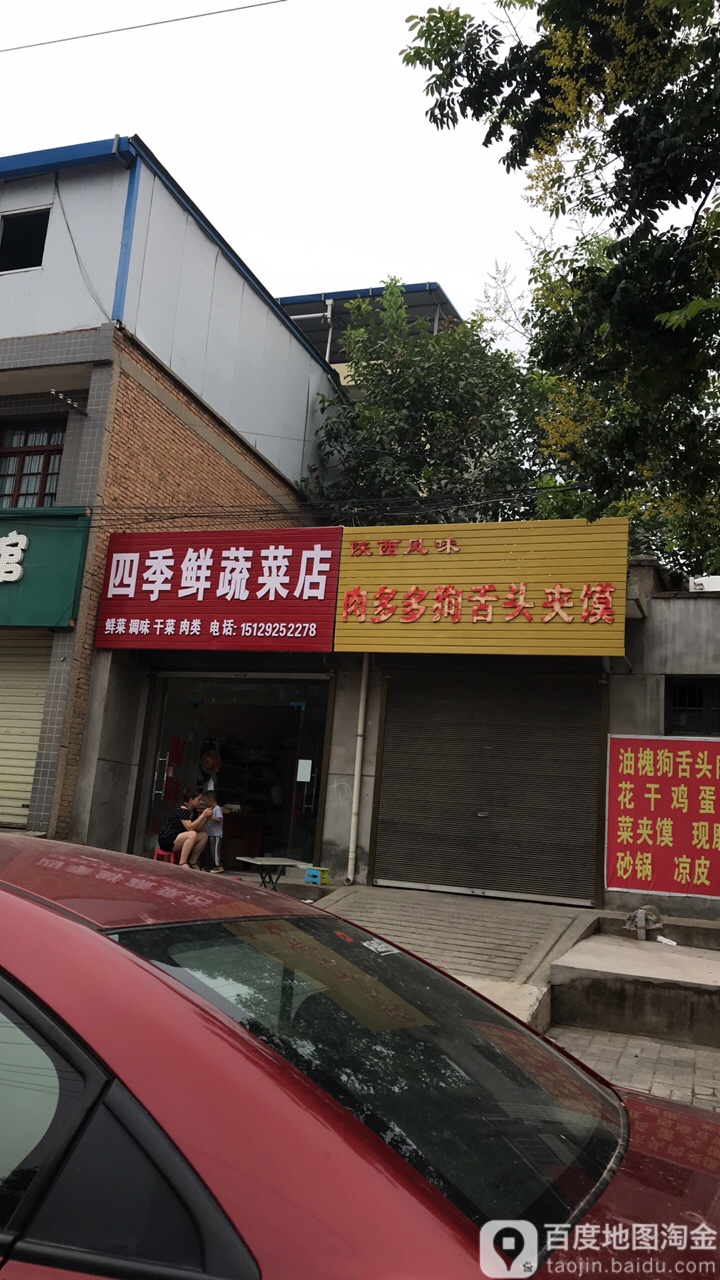 四季鲜蔬菜店
鲜菜 调味 干菜 肉类 电话:15129252278
陕西风味
肉多多狗舌头夹馍
油槐狗舌头
花干鸡蛋
菜夹馍 现
砂锅 凉皮
百度地图淘金
taojin.baidu.com